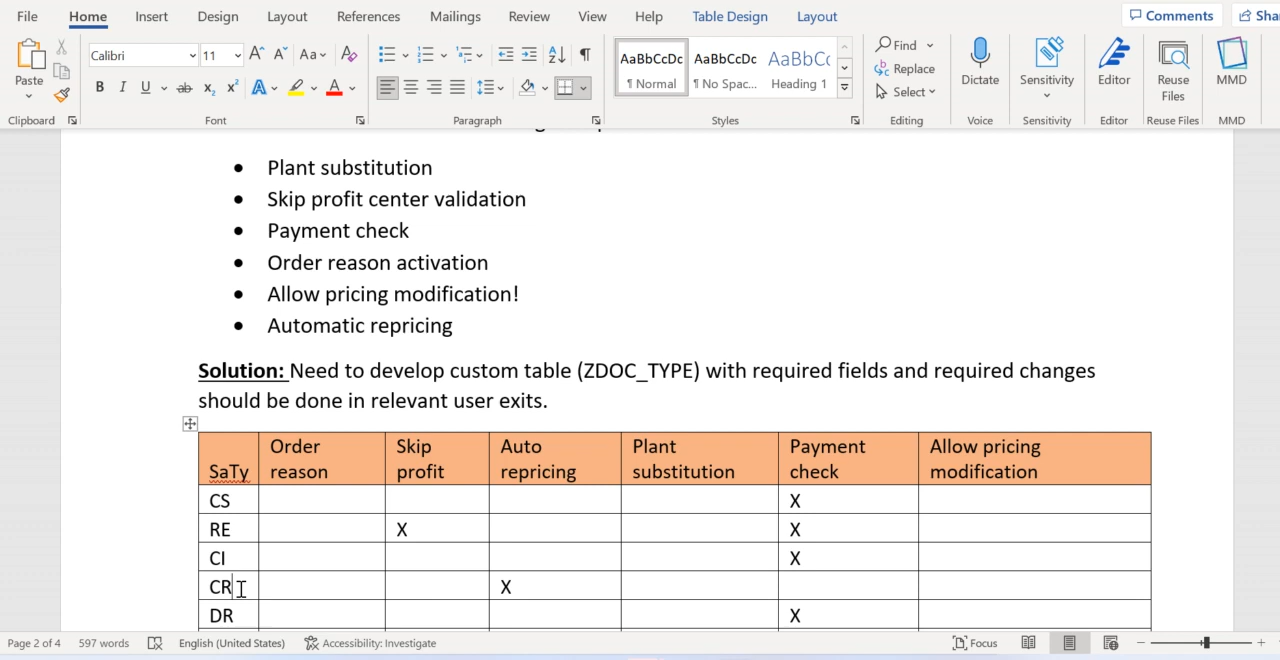 File Home Insert Design Layout References Mailings Review View Help Table Design Layout Comments
Paste Calibri 11 Aa A ab x₂ x² A A
AaBbCcDc AaBbCcDc AaBbCc
¶ Normal ¶ No Spac... Heading 1
Find
Replace
Select
Dictate Sensitivity Editor Reuse Files MMD
Clipboard Font Paragraph Styles Editing Voice Sensitivity Editor Reuse Files MMD
• Plant substitution
• Skip profit center validation
• Payment check
• Order reason activation
• Allow pricing modification!
• Automatic repricing
Solution: Need to develop custom table (ZDOC_TYPE) with required fields and required changes
should be done in relevant user exits.
SaTy Order reason Skip profit Auto repricing Plant substitution Payment check Allow pricing modification
CS X
RE X X
CI X
CR X
DR X
Page 2 of 4 597 words English (United States) Accessibility: Investigate Focus